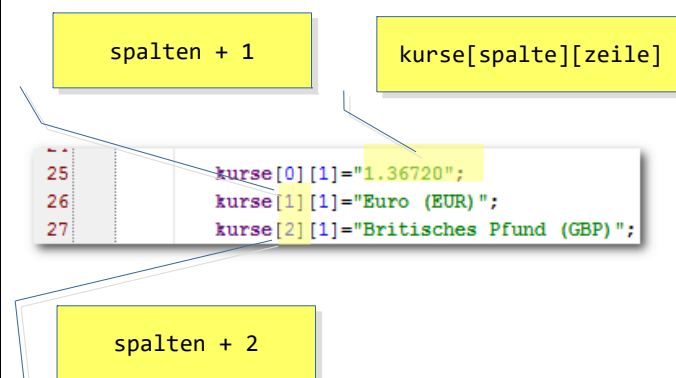 spalten + 1
kurse[spalte][zeile]
25 kurse[0][1]="1.36720";
26 kurse[1][1]="Euro (EUR)";
27 kurse[2][1]="Britisches Pfund (GBP)";
spalten + 2